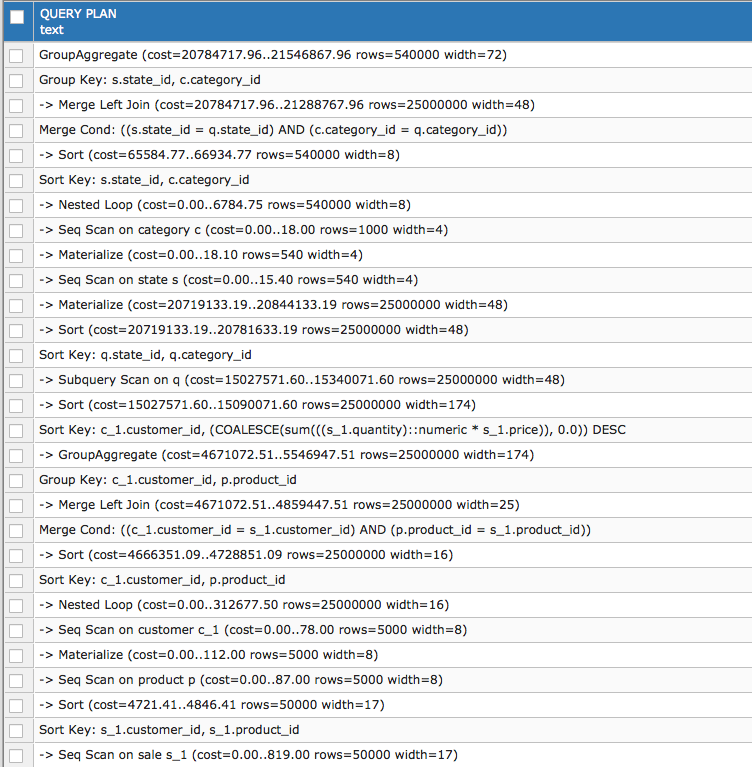 QUERY PLAN
text
GroupAggregate (cost=20784717.96..21546867.96 rows=540000 width=72)
Group Key: s.state_id, c.category_id
-> Merge Left Join (cost=20784717.96..21288767.96 rows=25000000 width=48)
Merge Cond: ((s.state_id = q.state_id) AND (c.category_id = q.category_id))
-> Sort (cost=65584.77..66934.77 rows=540000 width=8)
Sort Key: s.state_id, c.category_id
-> Nested Loop (cost=0.00..6784.75 rows=540000 width=8)
-> Seq Scan on category c (cost=0.00..18.00 rows=1000 width=4)
-> Materialize (cost=0.00..18.10 rows=540 width=4)
-> Seq Scan on state s (cost=0.00..15.40 rows=540 width=4)
-> Materialize (cost=20719133.19..20844133.19 rows=25000000 width=48)
-> Sort (cost=20719133.19..20781633.19 rows=25000000 width=48)
Sort Key: q.state_id, q.category_id
-> Subquery Scan on q (cost=15027571.60..15340071.60 rows=25000000 width=48)
-> Sort (cost=15027571.60..15090071.60 rows=25000000 width=174)
Sort Key: c_1.customer_id, (COALESCE(sum(((s_1.quantity)::numeric * s_1.price)), 0.0)) DESC
-> GroupAggregate (cost=4671072.51..5546947.51 rows=25000000 width=174)
Group Key: c_1.customer_id, p.product_id
-> Merge Left Join (cost=4671072.51..4859447.51 rows=25000000 width=25)
Merge Cond: ((c_1.customer_id = s_1.customer_id) AND (p.product_id = s_1.product_id))
-> Sort (cost=4666351.09..4728851.09 rows=25000000 width=16)
Sort Key: c_1.customer_id, p.product_id
-> Nested Loop (cost=0.00..312677.50 rows=25000000 width=16)
-> Seq Scan on customer c_1 (cost=0.00..78.00 rows=5000 width=8)
-> Materialize (cost=0.00..112.00 rows=5000 width=8)
-> Seq Scan on product p (cost=0.00..87.00 rows=5000 width=8)
-> Sort (cost=4721.41..4846.41 rows=50000 width=17)
Sort Key: s_1.customer_id, s_1.product_id
-> Seq Scan on sale s_1 (cost=0.00..819.00 rows=50000 width=17)